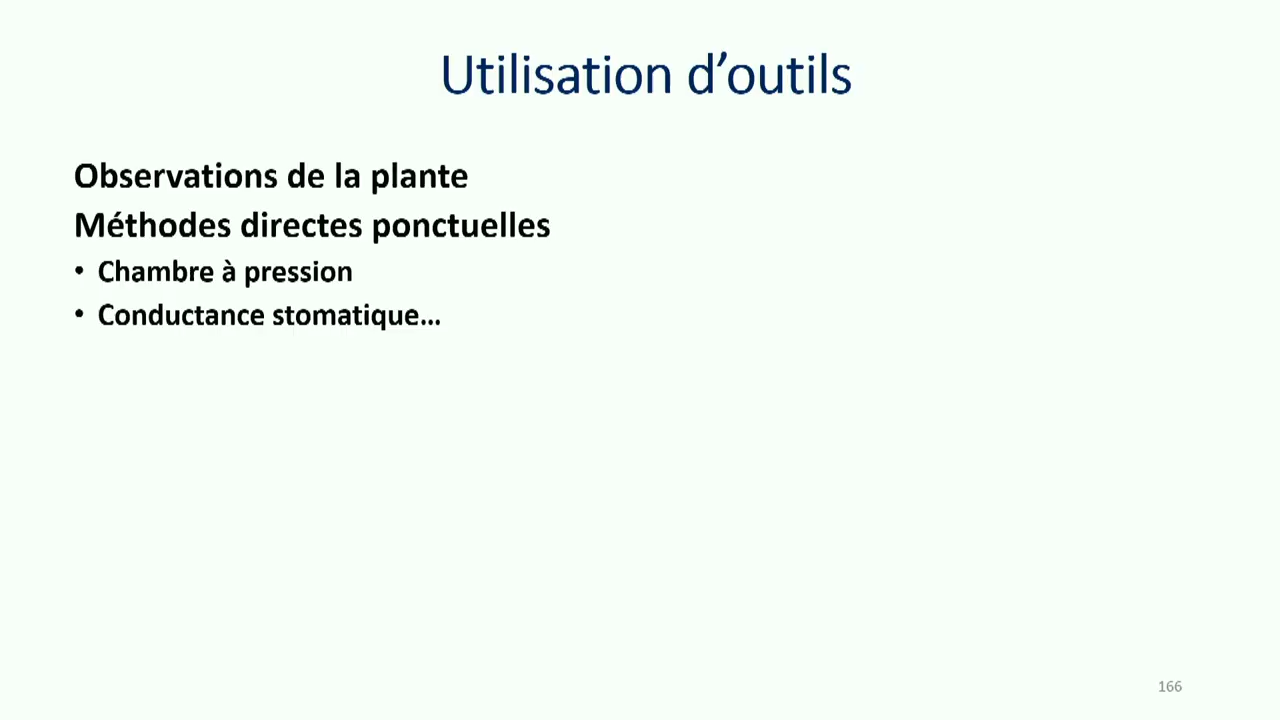 Utilisation d’outils
Observations de la plante
Méthodes directes ponctuelles
• Chambre à pression
• Conductance stomatique...
166